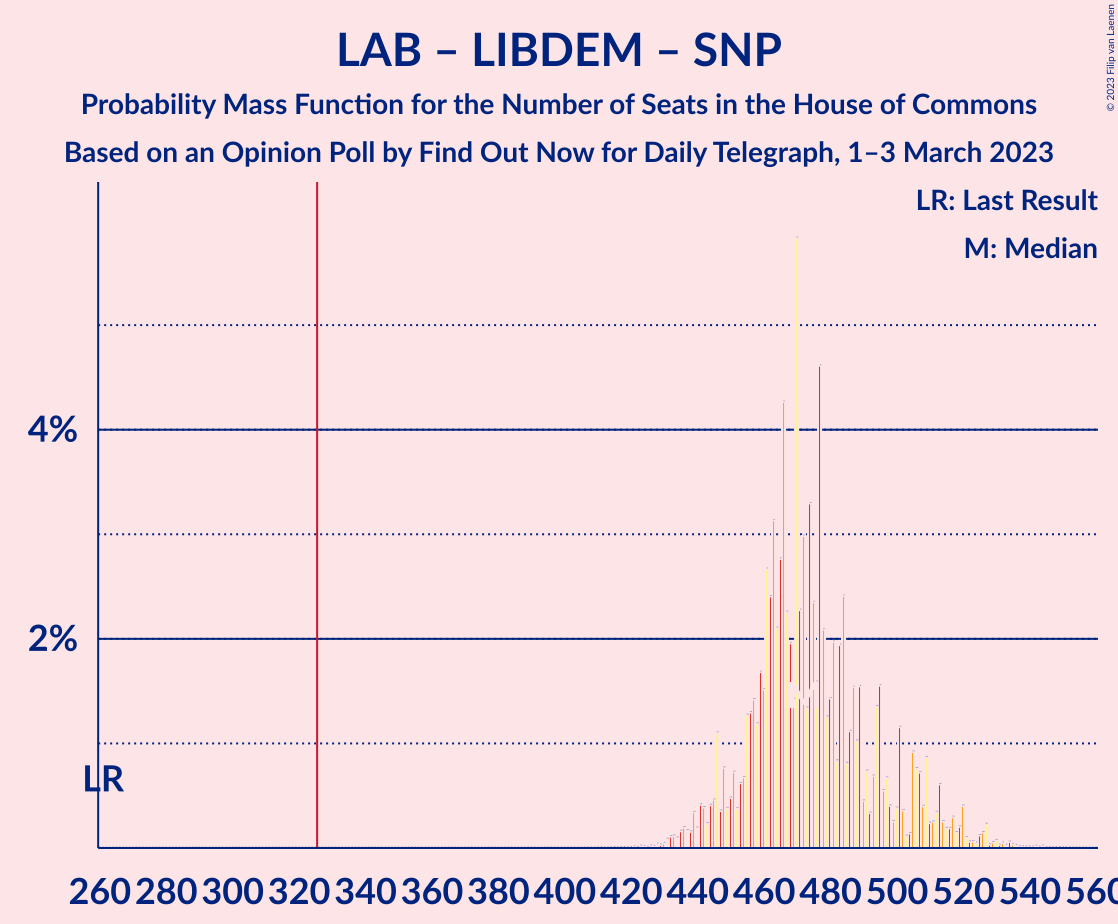 LAB – LIBDEM – SNP
Probability Mass Function for the Number of Seats in the House of Commons
Based on an Opinion Poll by Find Out Now for Daily Telegraph, 1–3 March 2023
© 2023 Filip van Laenen
LR: Last Result
M: Median
4%
2%
LR
260 280 300 320 340 360 380 400 420 440 460 480 500 520 540 560